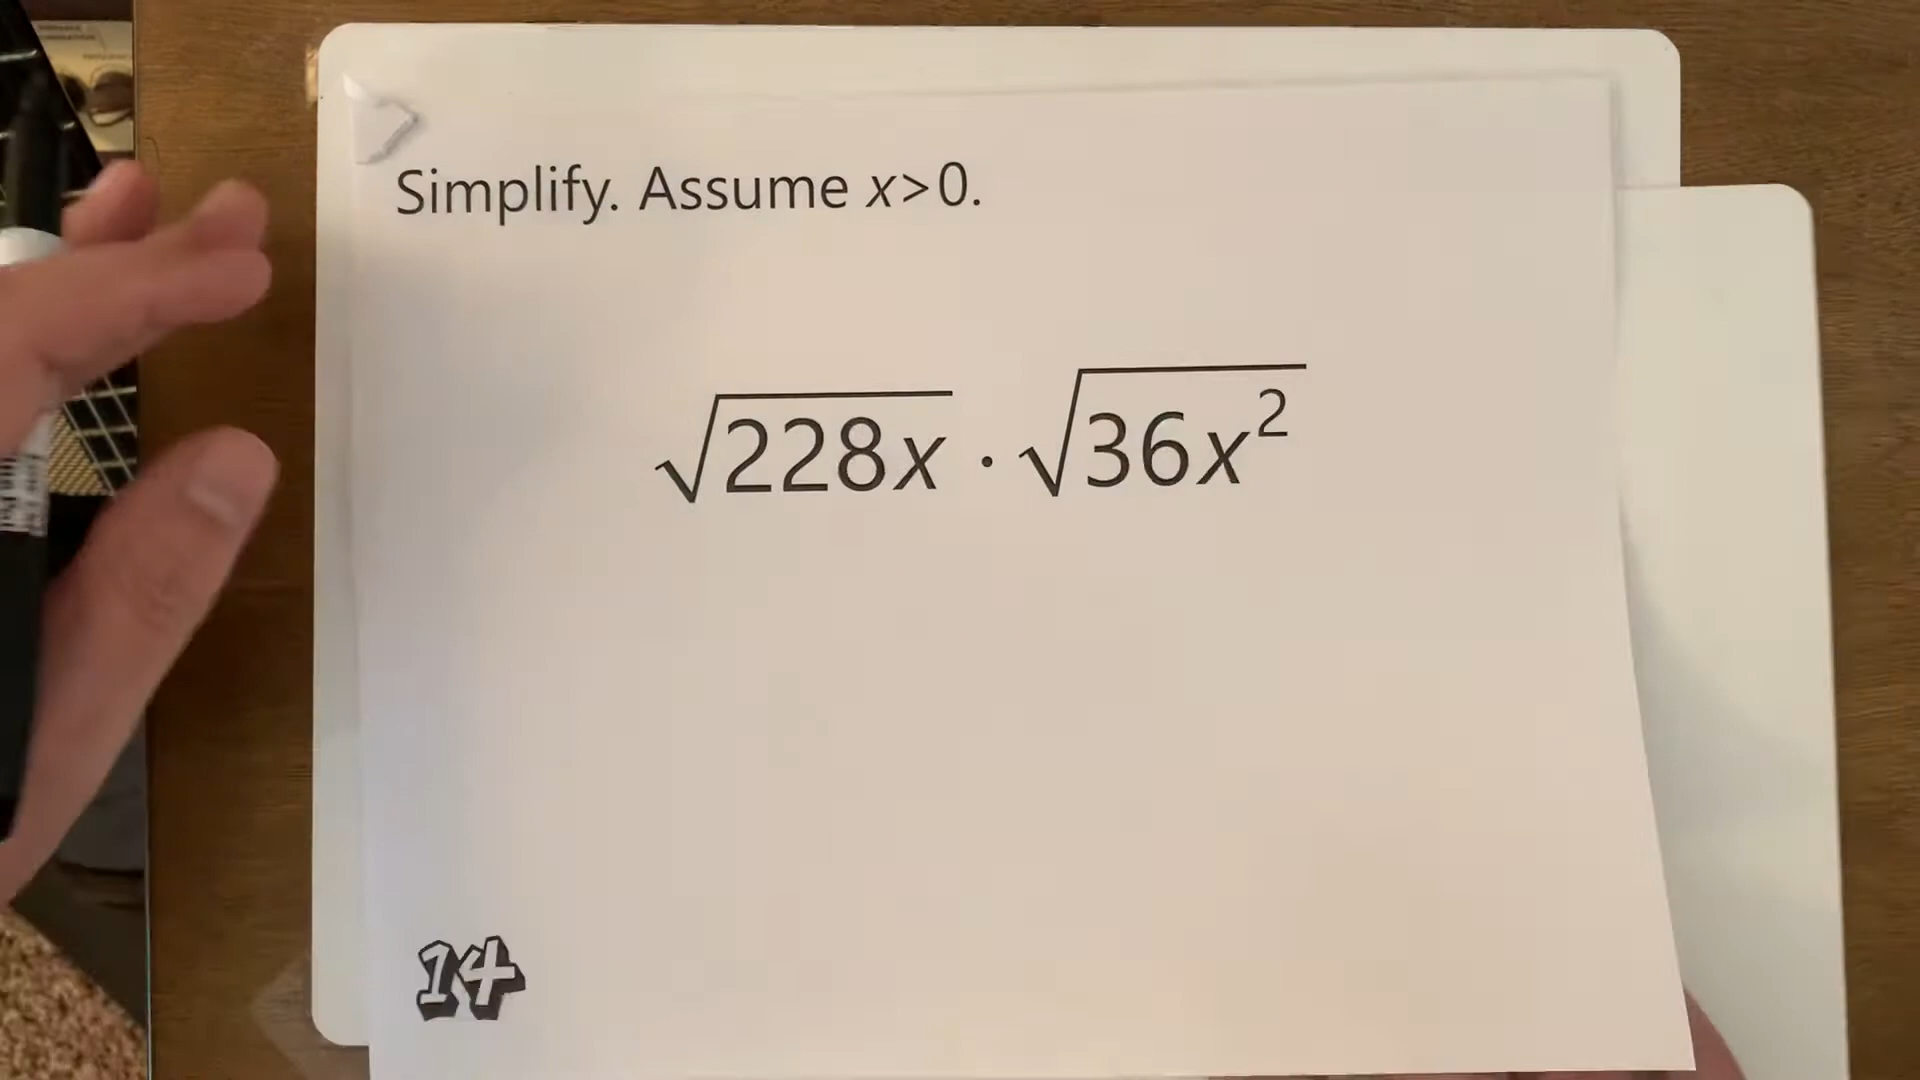 Simplify. Assume x>0.
√228x · √36x²
14